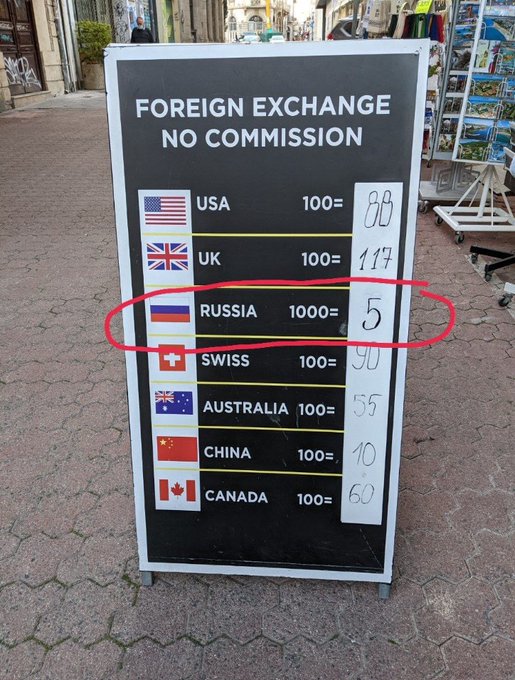 FOREIGN EXCHANGE
NO COMMISSION
USA 100= 88
UK 100= 117
RUSSIA 1000= 5
SWISS 100= 90
AUSTRALIA 100= 55
CHINA 100= 10
CANADA 100= 60